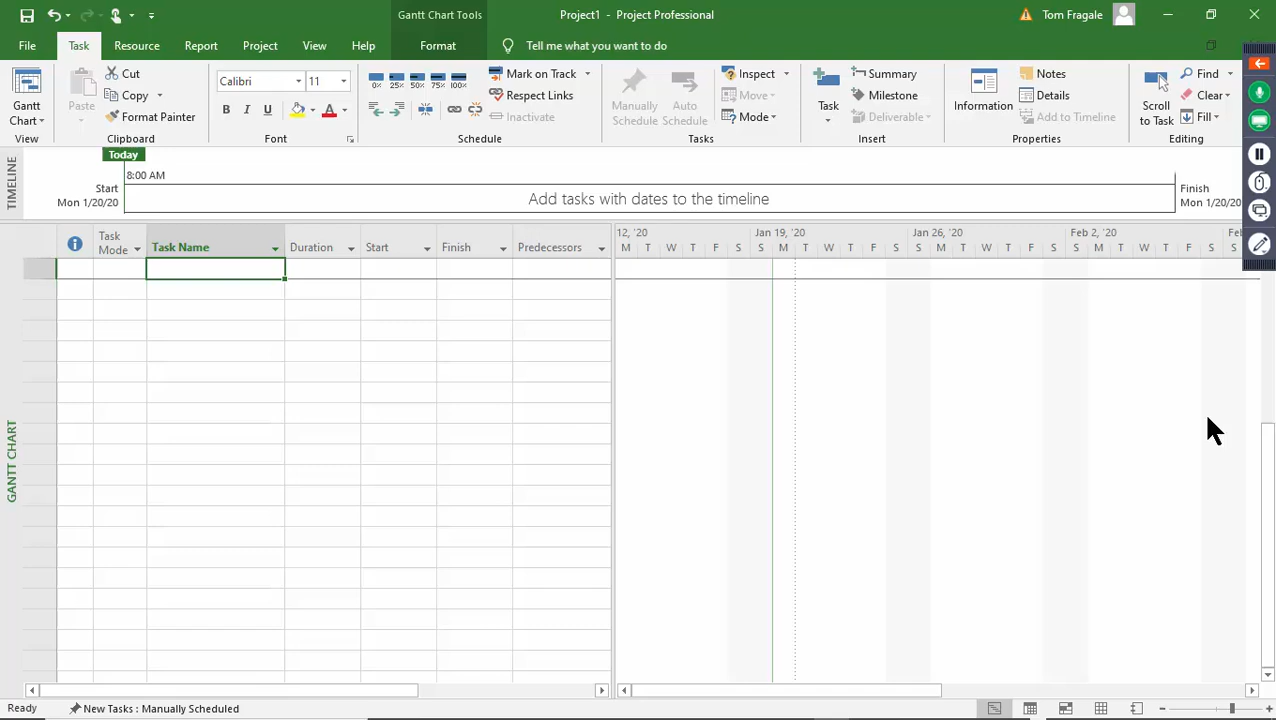 Gantt Chart Tools
Project1 - Project Professional
Tom Fragale
File Task Resource Report Project View Help Format Tell me what you want to do
Gantt Chart
View
Paste
Cut
Copy
Format Painter
Clipboard
Calibri 11
B I U A
Font
0% 25% 50% 75% 100%
Mark on Track
Respect Links
Inactivate
Schedule
Manually Schedule
Auto Schedule
Inspect
Move
Mode
Tasks
Task
Summary
Milestone
Deliverable
Insert
Information
Notes
Details
Add to Timeline
Properties
Scroll to Task
Find
Clear
Fill
Editing
TIMELINE
Today
8:00 AM
Start
Mon 1/20/20
Add tasks with dates to the timeline
Finish
Mon 1/20/20
Task Mode
Task Name
Duration
Start
Finish
Predecessors
12, '20 Jan 19, '20 Jan 26, '20 Feb 2, '20 Feb
M T W T F S S M T W T F S S M T W T F S S M T W T F S S
GANTT CHART
Ready
New Tasks : Manually Scheduled